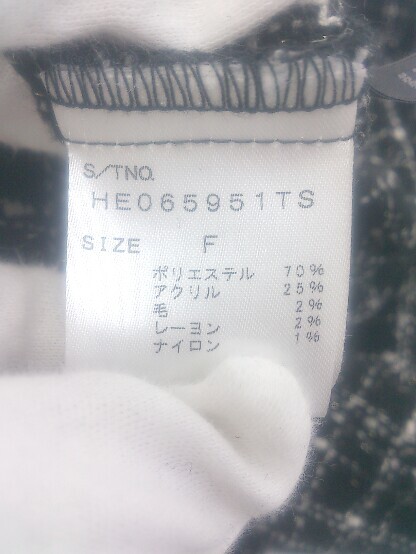 S/TNO.
HE065951TS
SIZE F
ポリエステル 70%
アクリル 25%
毛 2%
レーヨン 2%
ナイロン 1%